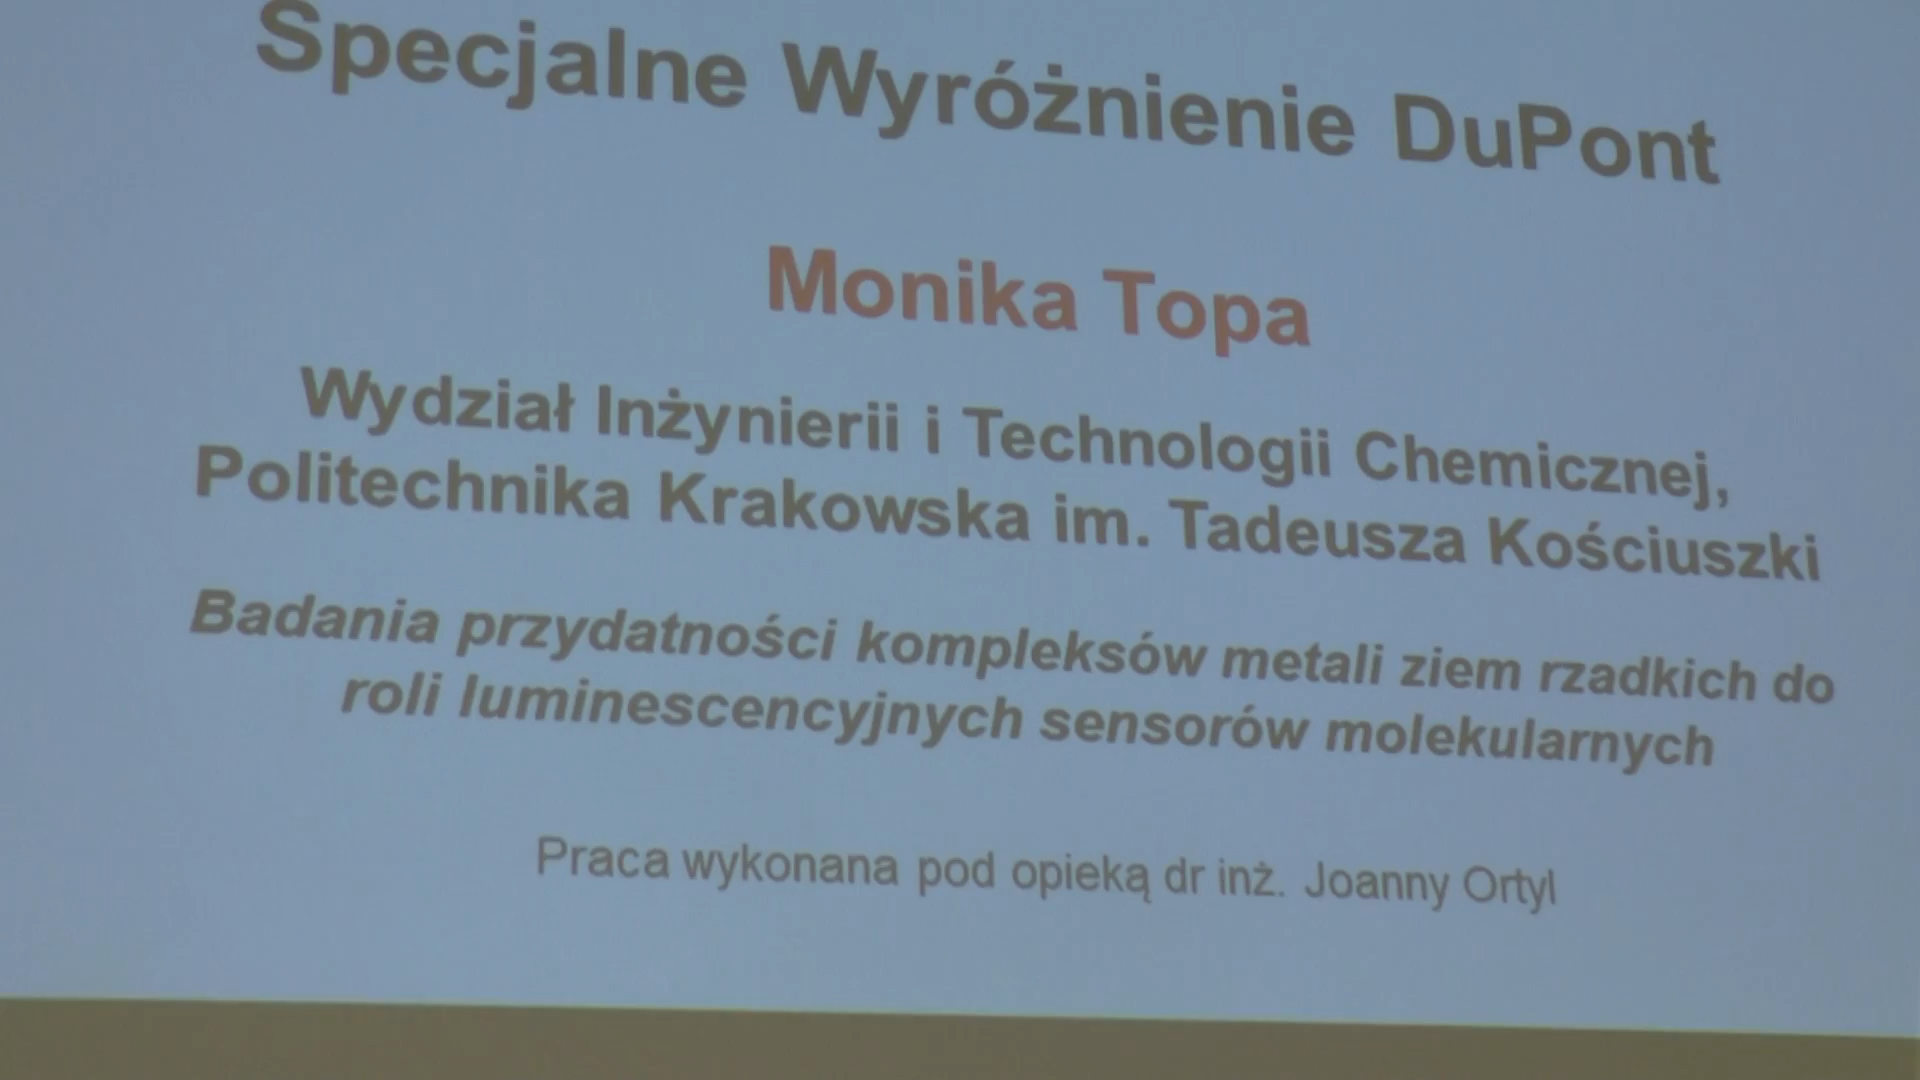 Specjalne Wyróżnienie DuPont
Monika Topa
Wydział Inżynierii i Technologii Chemicznej,
Politechnika Krakowska im. Tadeusza Kościuszki
Badania przydatności kompleksów metali ziem rzadkich do
roli luminescencyjnych sensorów molekularnych
Praca wykonana pod opieką dr inż. Joanny Ortyl